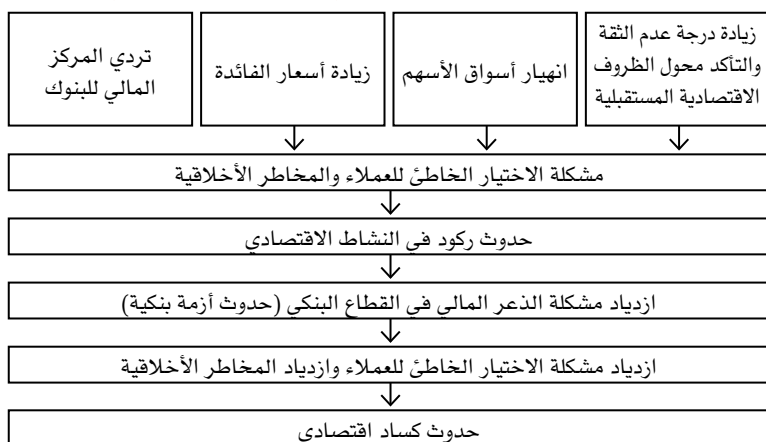 زيادة درجة عدم الثقة
والتأكد محول الظروف
الاقتصادية المستقبلية
انهيار أسواق الأسهم
زيادة أسعار الفائدة
تردي المركز
المالي للبنوك
مشكلة الاختيار الخاطئ للعملاء والمخاطر الأخلاقية
حدوث ركود في النشاط الاقتصادي
ازدياد مشكلة الذعر المالي في القطاع البنكي (حدوث أزمة بنكية)
ازدياد مشكلة الاختيار الخاطئ للعملاء وازدياد المخاطر الأخلاقية
حدوث كساد اقتصادي